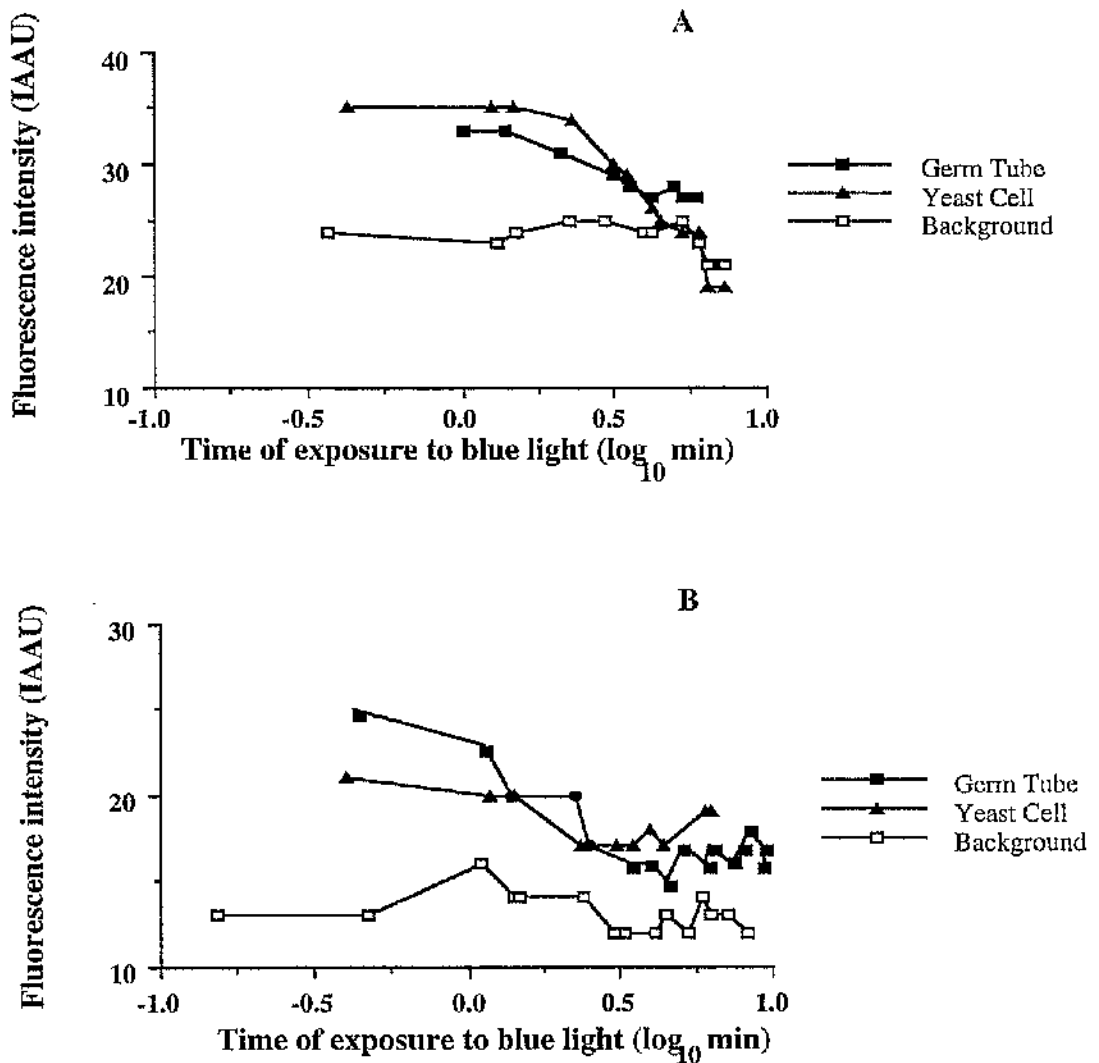 A
Fluorescence intensity (IAAU)
40
30
20
10
-1.0 -0.5 0.0 0.5 1.0
Time of exposure to blue light (log10 min)
Germ Tube
Yeast Cell
Background
B
Fluorescence intensity (IAAU)
30
20
10
-1.0 -0.5 0.0 0.5 1.0
Time of exposure to blue light (log10 min)
Germ Tube
Yeast Cell
Background